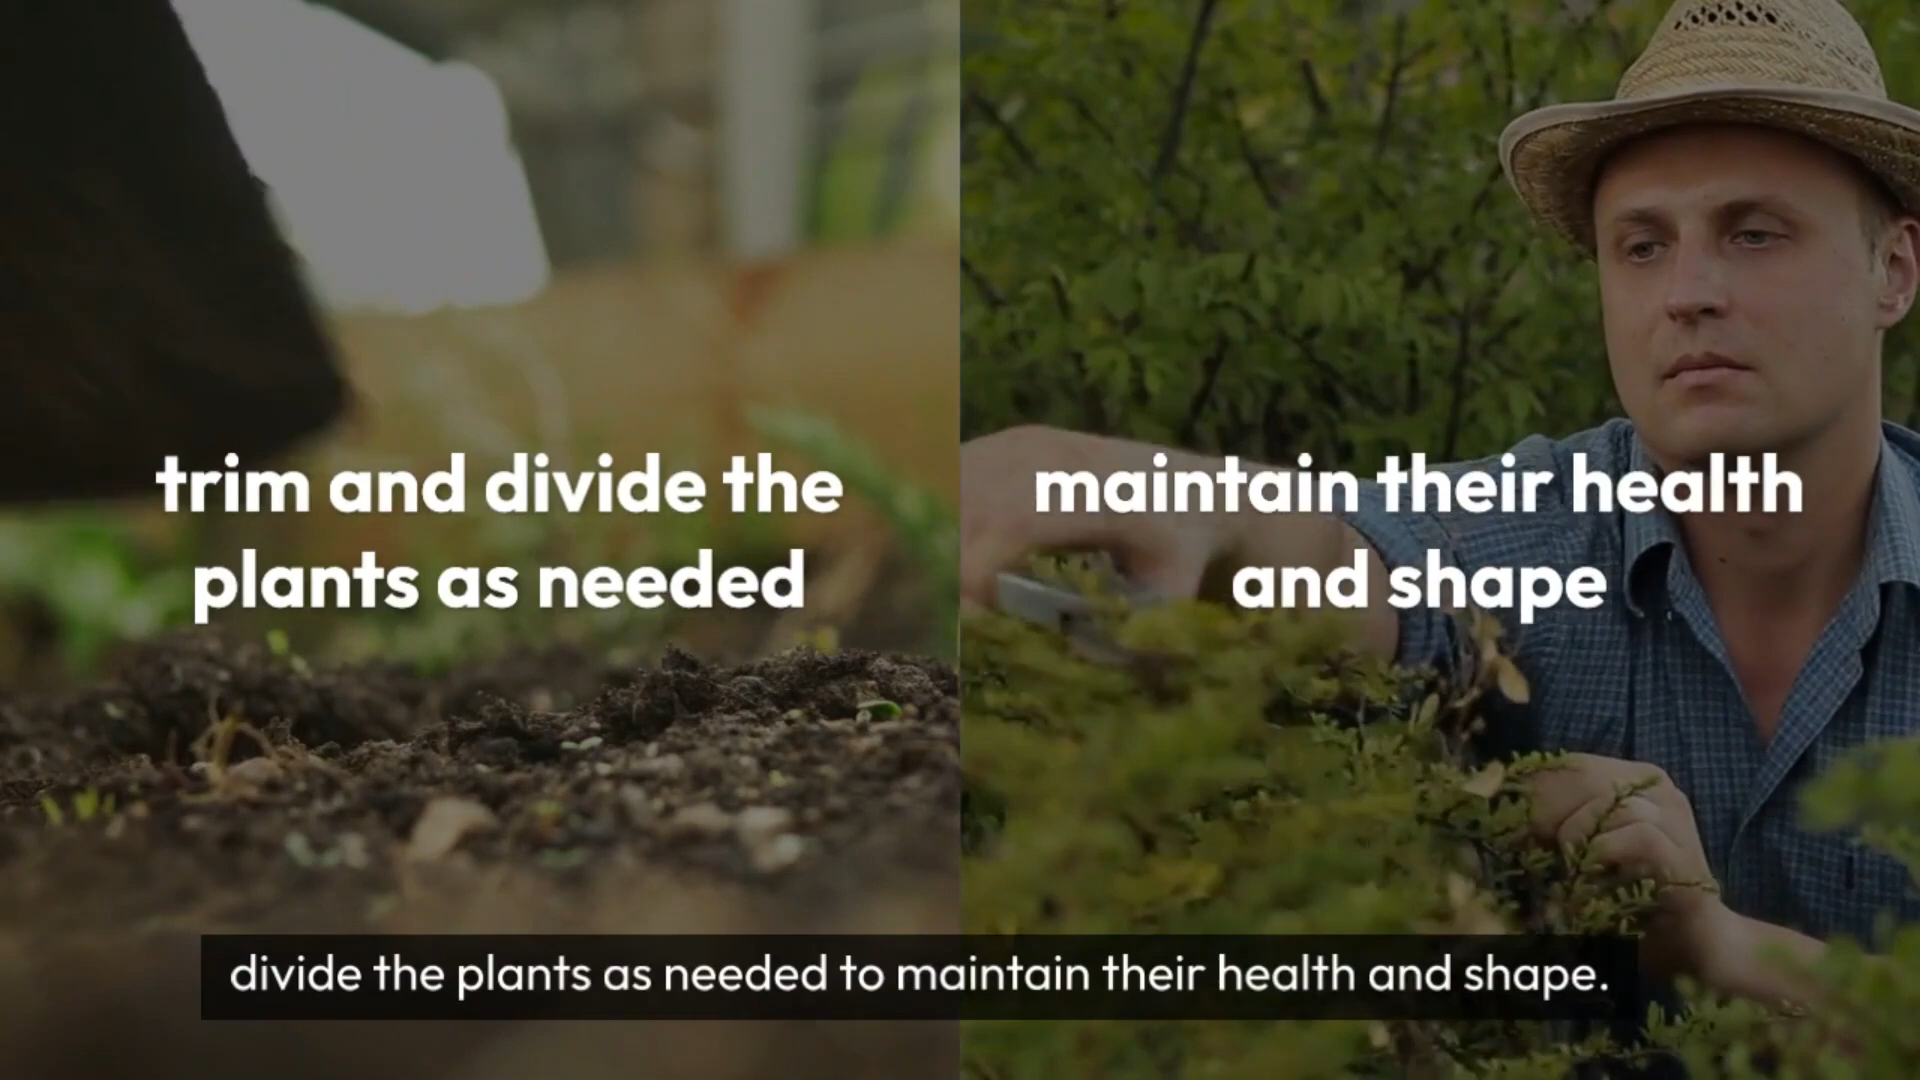 trim and divide the
plants as needed
maintain their health
and shape
divide the plants as needed to maintain their health and shape.